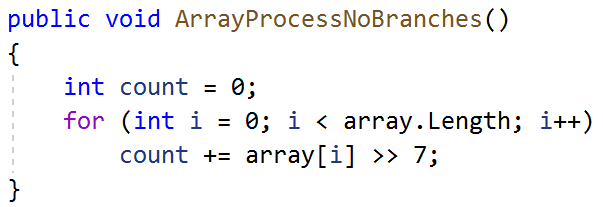 public void ArrayProcessNoBranches()
{
    int count = 0;
    for (int i = 0; i < array.Length; i++)
        count += array[i] >> 7;
}